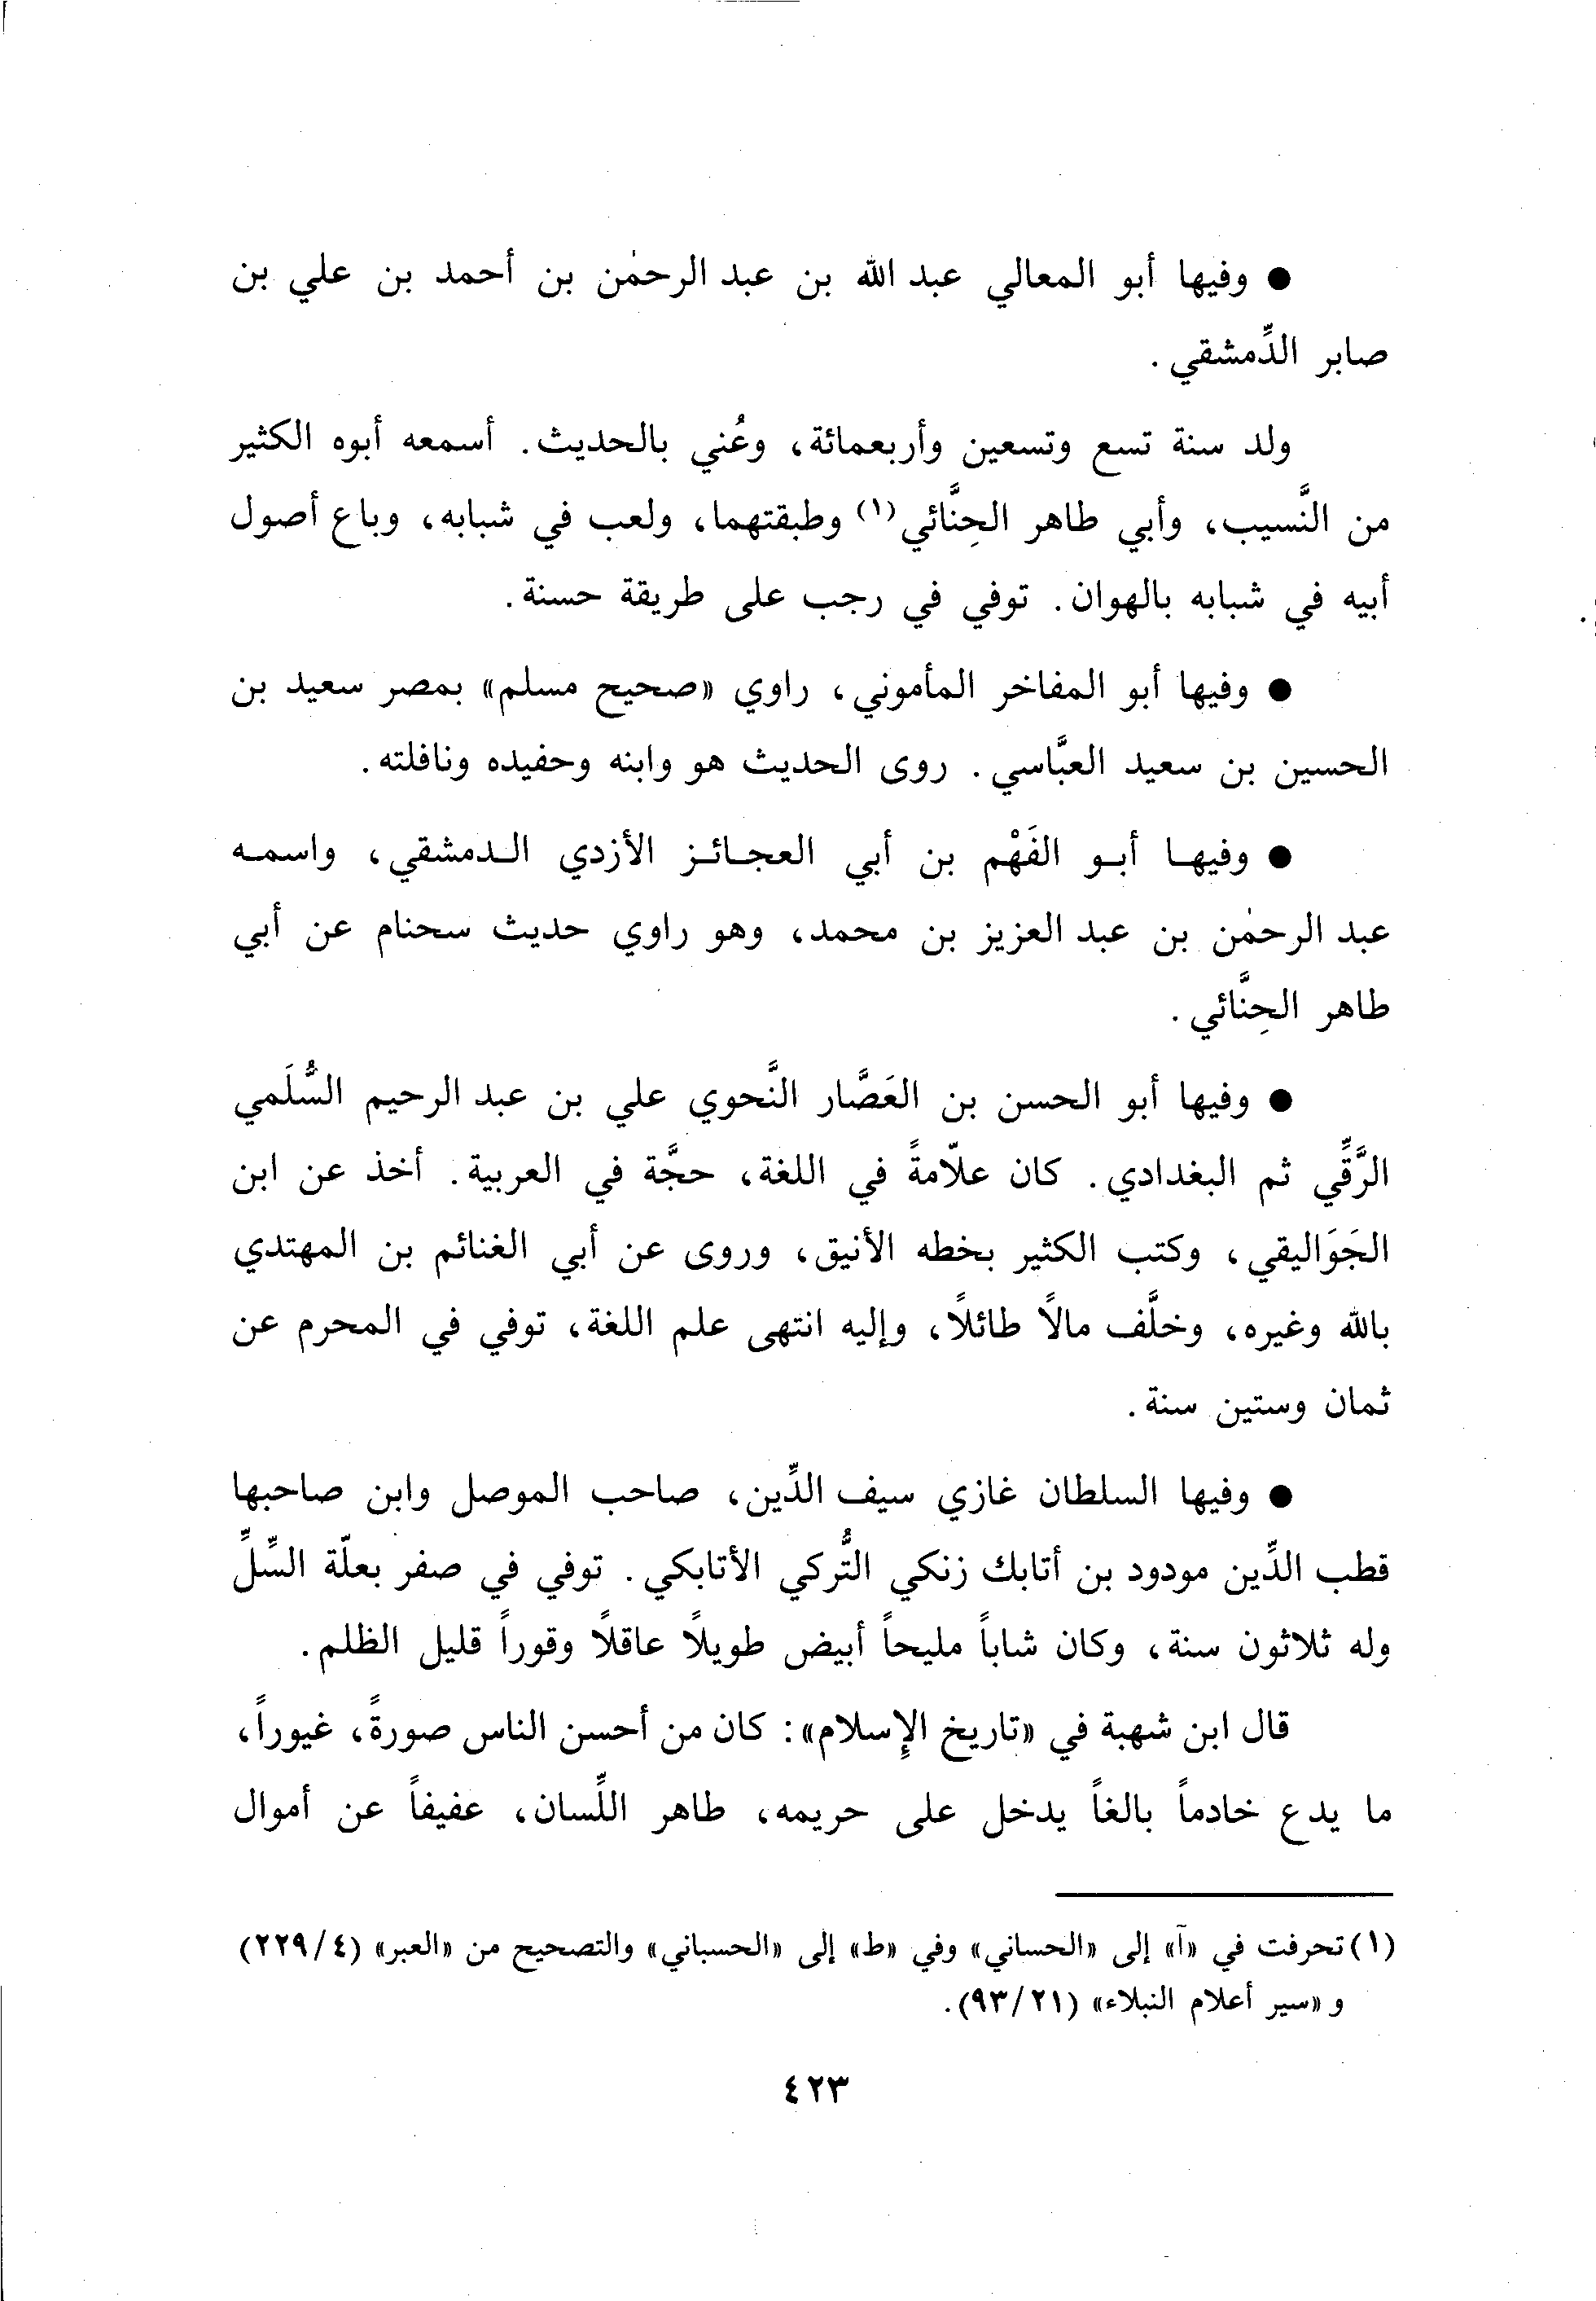 ● وفيها أبو المعالي عبد الله بن عبد الرحمٰن بن أحمد بن علي بن
صابر الدِّمشقي.
ولد سنة تسع وتسعين وأربعمائة، وعُني بالحديث. أسمعه أبوه الكثير
من النَّسيب، وأبي طاهر الحِنَّائي(١) وطبقتهما، ولعب في شبابه، وباع أصول
أبيه في شبابه بالهوان. توفي في رجب على طريقة حسنة.
● وفيها أبو المفاخر المأموني، راوي «صحيح مسلم» بمصر سعيد بن
الحسين بن سعيد العبَّاسي. روى الحديث هو وابنه وحفيده ونافلته.
● وفيهـا أبـو الفَهْم بن أبي العجـائـز الأزدي الـدمشقي، واسمـه
عبد الرحمٰن بن عبد العزيز بن محمد، وهو راوي حديث سحنام عن أبي
طاهر الحِنَّائي.
● وفيها أبو الحسن بن العَصَّار النَّحوي علي بن عبد الرحيم السُّلَمي
الرَّقِّي ثم البغدادي. كان علاّمةً في اللغة، حجَّة في العربية. أخذ عن ابن
الجَوَاليقي، وكتب الكثير بخطه الأنيق، وروى عن أبي الغنائم بن المهتدي
بالله وغيره، وخلَّف مالاً طائلاً، وإليه انتهى علم اللغة، توفي في المحرم عن
ثمان وستين سنة.
● وفيها السلطان غازي سيف الدِّين، صاحب الموصل وابن صاحبها
قطب الدِّين مودود بن أتابك زنكي التُّركي الأتابكي. توفي في صفر بعلّة السِّلِّ
وله ثلاثون سنة، وكان شاباً مليحاً أبيض طويلاً عاقلاً وقوراً قليل الظلم.
قال ابن شهبة في «تاريخ الإِسلام»: كان من أحسن الناس صورةً، غيوراً،
ما يدع خادماً بالغاً يدخل على حريمه، طاهر اللِّسان، عفيفاً عن أموال
(١) تحرفت في «آ» إلى «الحساني» وفي «ط» إلى «الحسباني» والتصحيح من «العبر» (٤/٢٢٩)
و «سير أعلام النبلاء» (٢١/٩٣).
٤٢٣